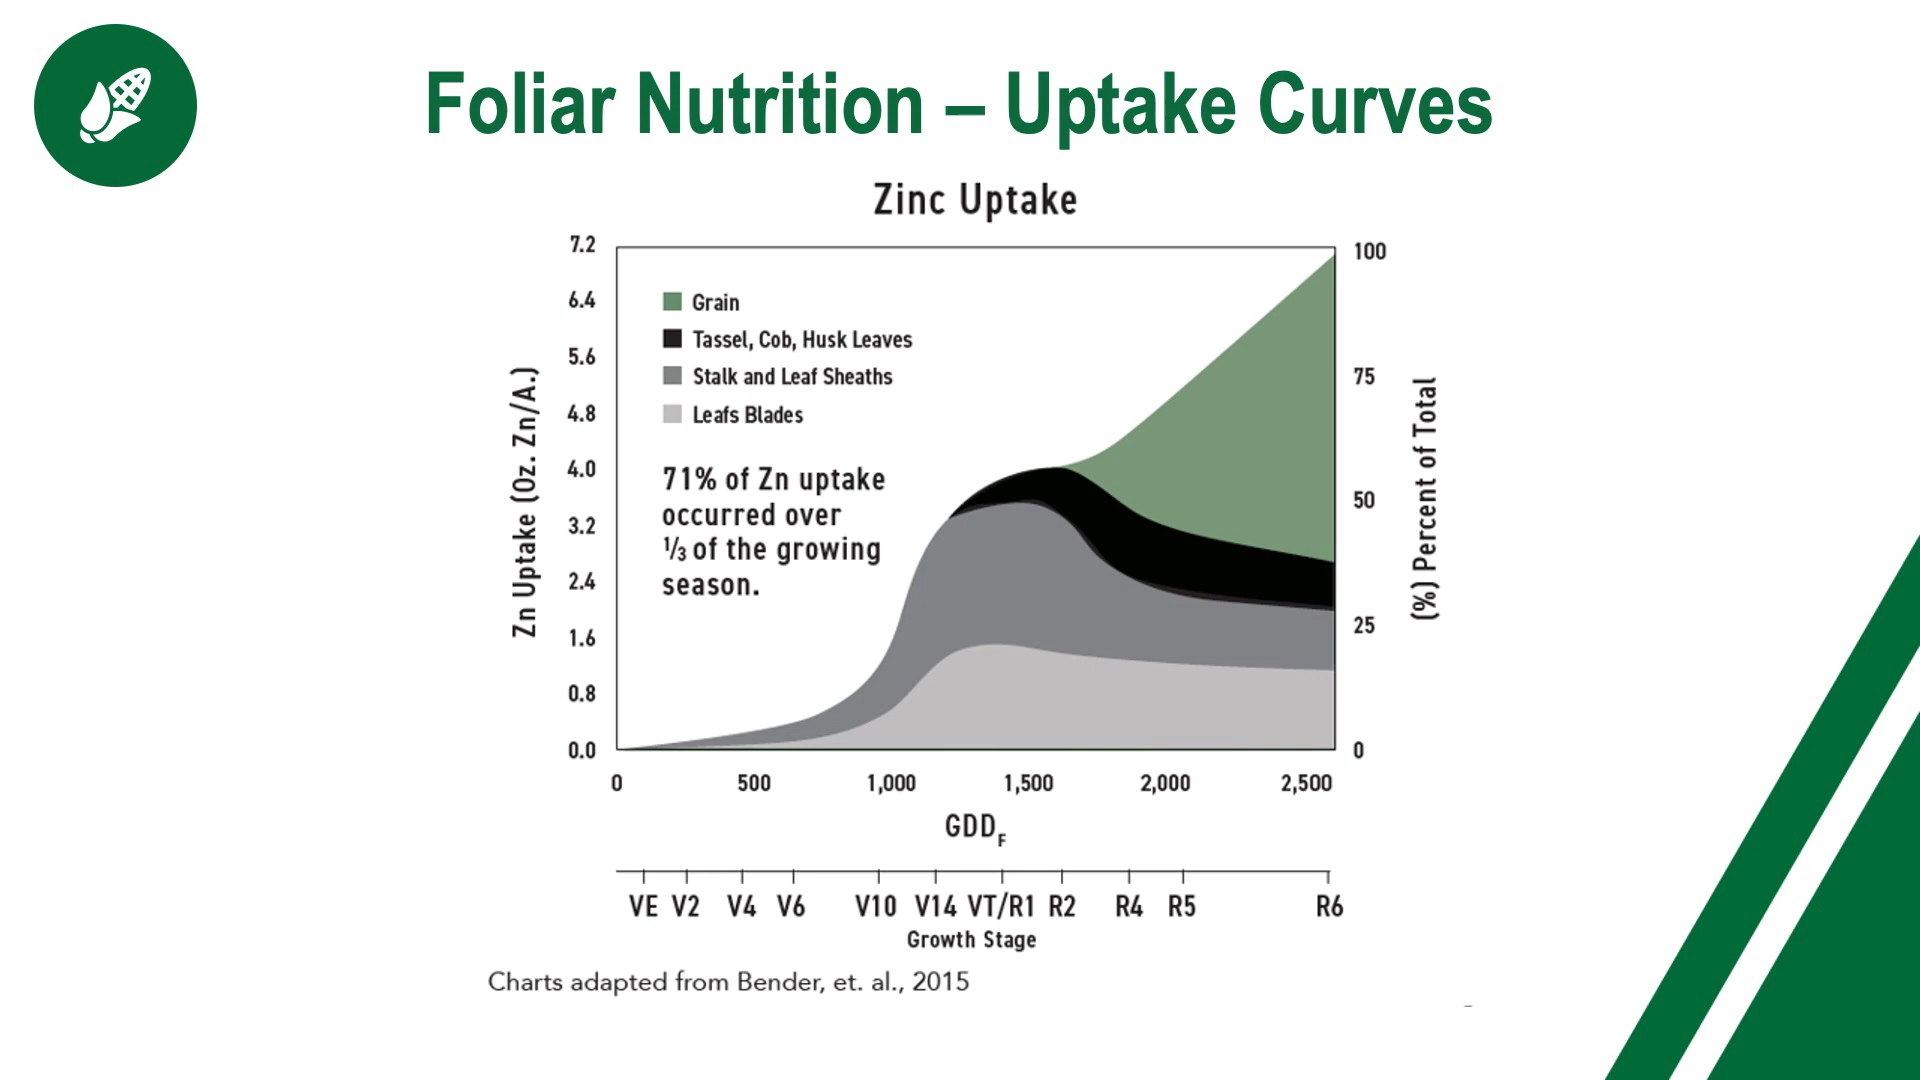 Foliar Nutrition – Uptake Curves
Zinc Uptake
7.2
6.4
5.6
4.8
4.0
3.2
2.4
1.6
0.8
0.0
Zn Uptake (Oz. Zn/A.)
Grain
Tassel, Cob, Husk Leaves
Stalk and Leaf Sheaths
Leafs Blades
71% of Zn uptake
occurred over
1/3 of the growing
season.
100
75
50
25
0
(%) Percent of Total
0 500 1,000 1,500 2,000 2,500
GDDF
VE V2 V4 V6 V10 V14 VT/R1 R2 R4 R5 R6
Growth Stage
Charts adapted from Bender, et. al., 2015